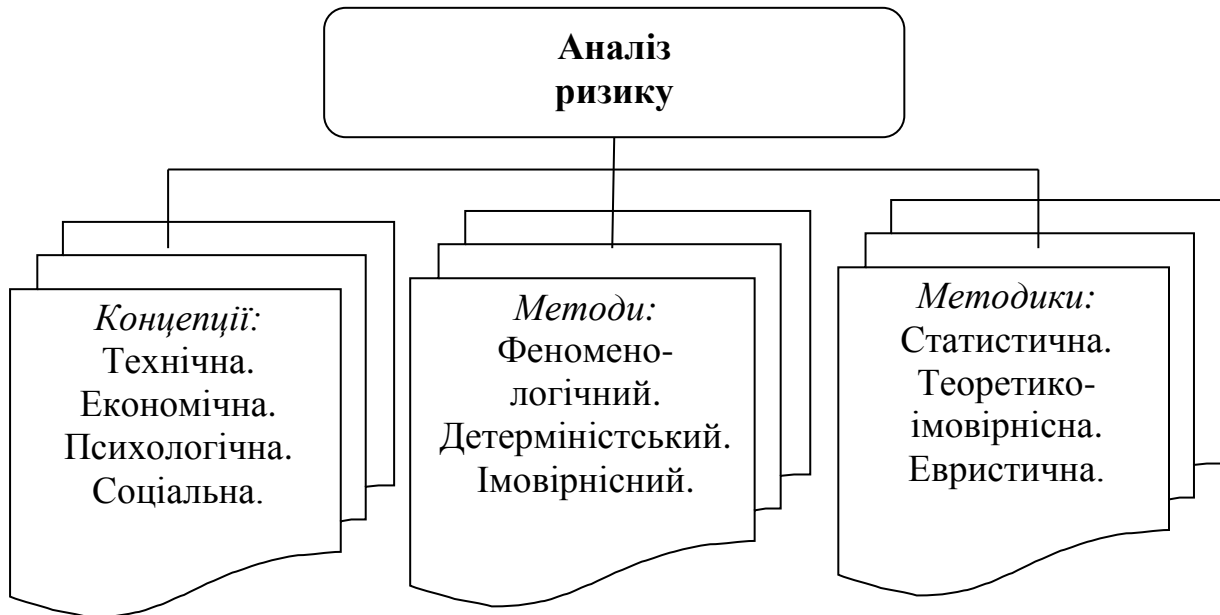 Аналіз
ризику
Концепції:
Технічна.
Економічна.
Психологічна.
Соціальна.
Методи:
Феномено-
логічний.
Детерміністський.
Імовірнісний.
Методики:
Статистична.
Теоретико-
імовірнісна.
Евристична.